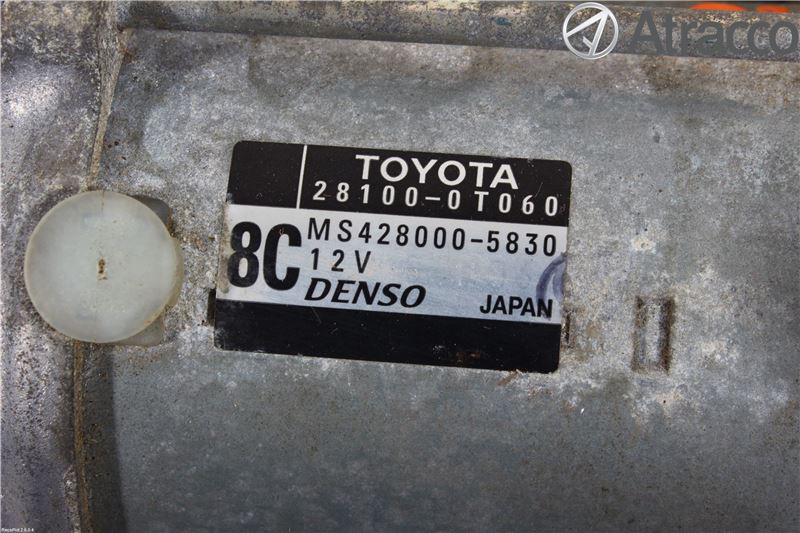 Atracco
TOYOTA
28100-0T060
8C
MS428000-5830
12V
DENSO
JAPAN